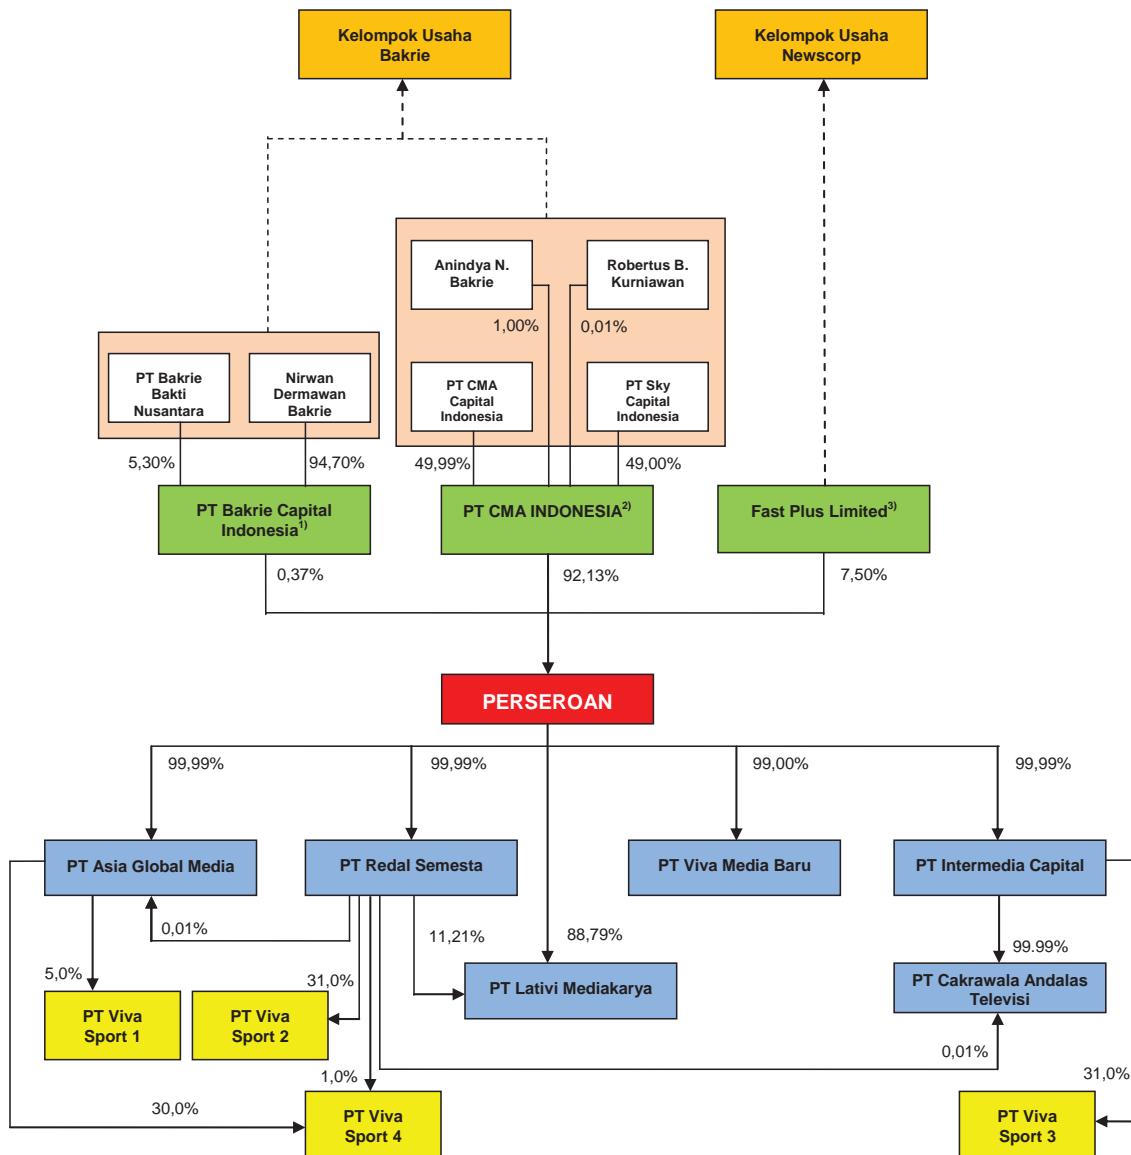 Kelompok Usaha
Bakrie
Kelompok Usaha
Newscorp
Anindya N.
Bakrie
Robertus B.
Kurniawan
1,00%
0,01%
PT Bakrie
Bakti
Nusantara
Nirwan
Dermawan
Bakrie
PT CMA
Capital
Indonesia
PT Sky
Capital
Indonesia
5,30%
94,70%
49,99%
49,00%
PT Bakrie Capital
Indonesia1)
PT CMA INDONESIA2)
Fast Plus Limited3)
0,37%
92,13%
7,50%
PERSEROAN
99,99%
99,99%
99,00%
99,99%
PT Asia Global Media
PT Redal Semesta
PT Viva Media Baru
PT Intermedia Capital
0,01%
11,21%
88,79%
99.99%
5,0%
31,0%
PT Lativi Mediakarya
PT Cakrawala Andalas
Televisi
PT Viva
Sport 1
PT Viva
Sport 2
0,01%
1,0%
31,0%
30,0%
PT Viva
Sport 4
PT Viva
Sport 3